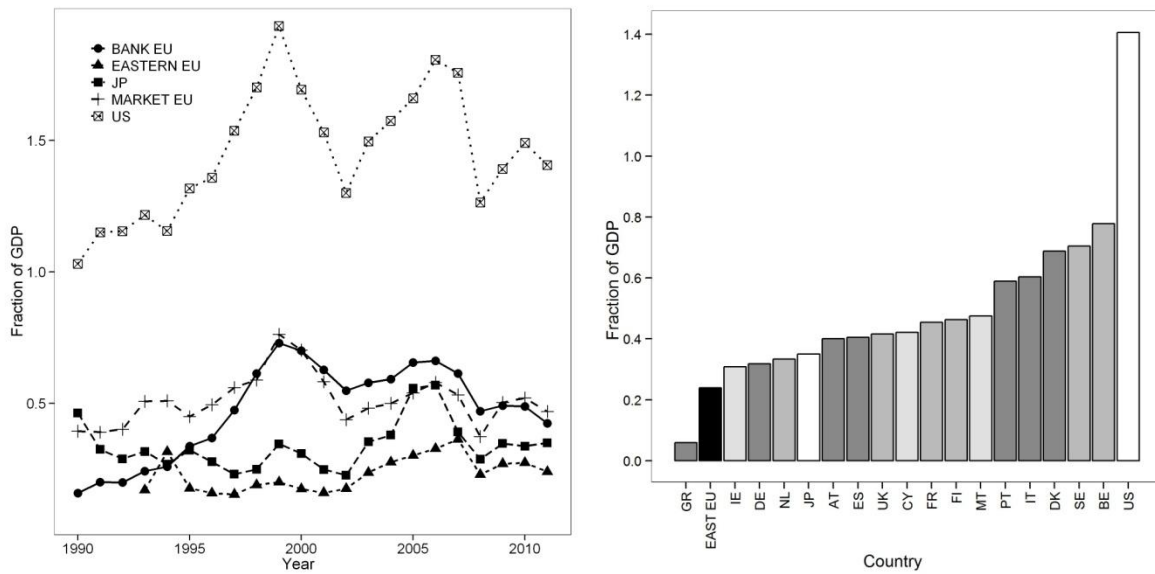 BANK EU
EASTERN EU
JP
MARKET EU
US
1.5
1.0
0.5
Fraction of GDP
1990 1995 2000 2005 2010
Year
1.4
1.2
1.0
0.8
0.6
0.4
0.2
0.0
Fraction of GDP
GR EAST EU IE DE NL JP AT ES UK CY FR FI MT PT IT DK SE BE US
Country